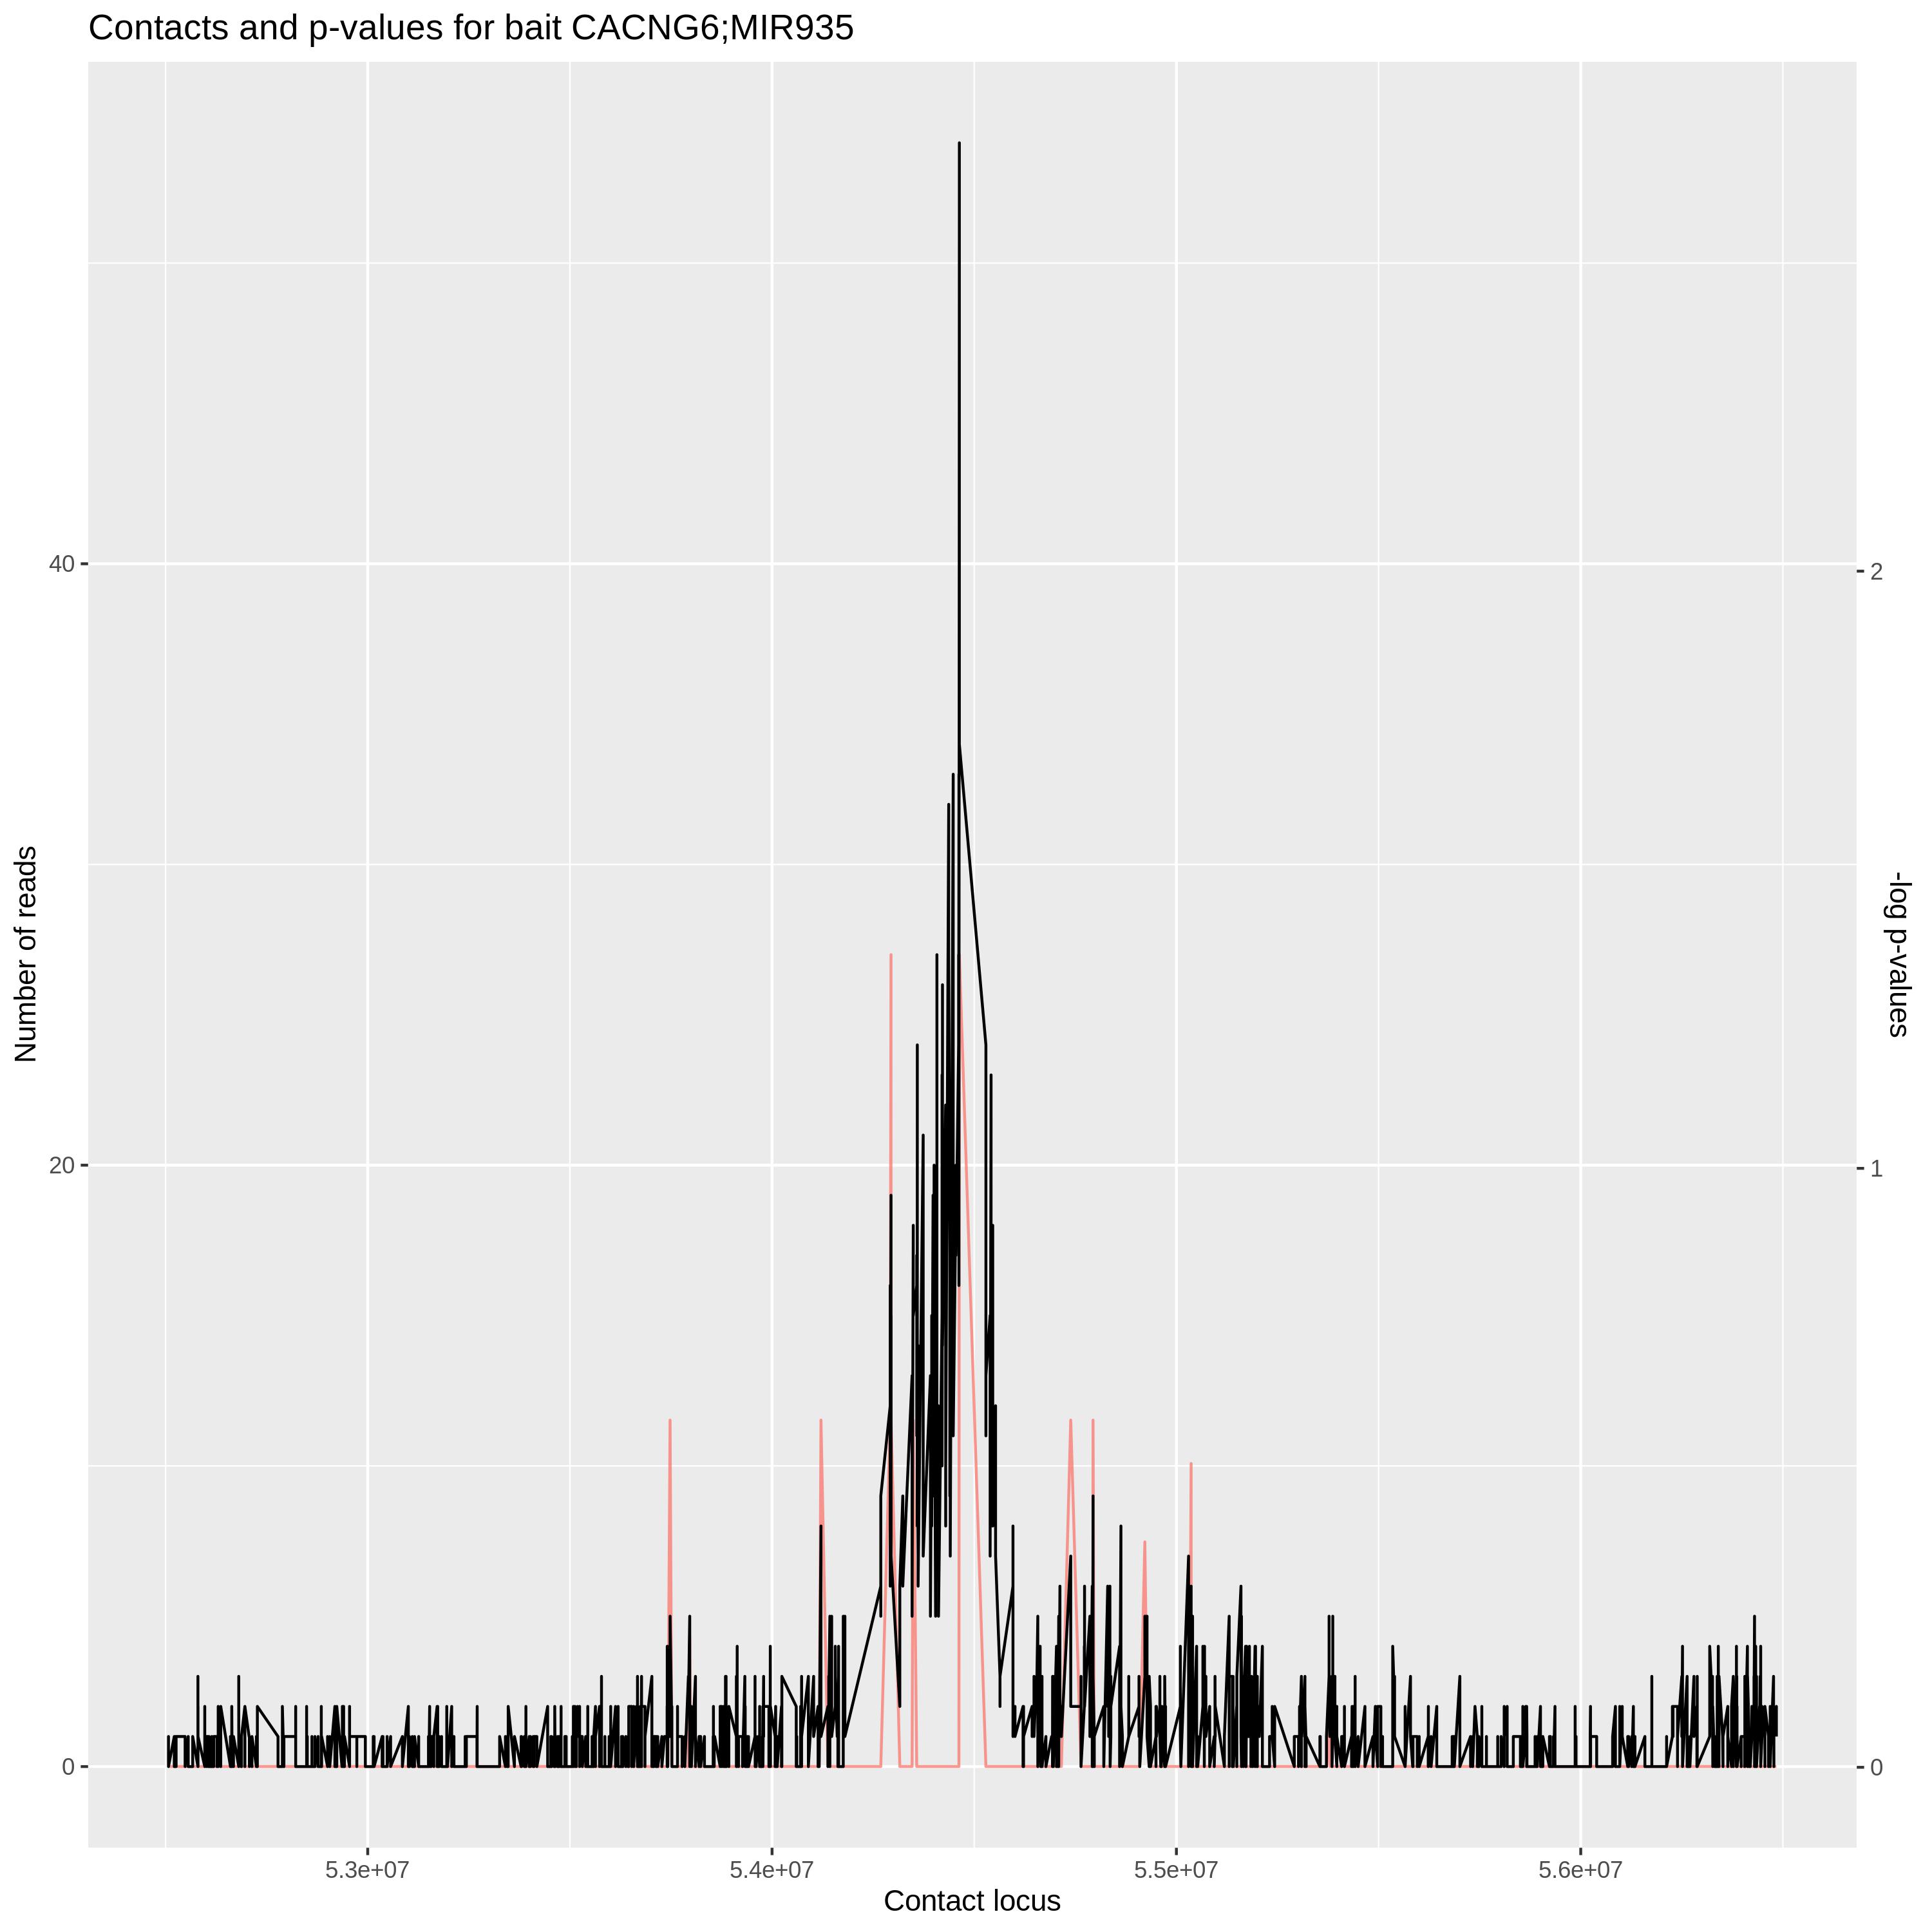 Contacts and p-values for bait CACNG6;MIR935
40
20
0
Number of reads
2
1
0
-log p-values
5.3e+07
5.4e+07
5.5e+07
5.6e+07
Contact locus